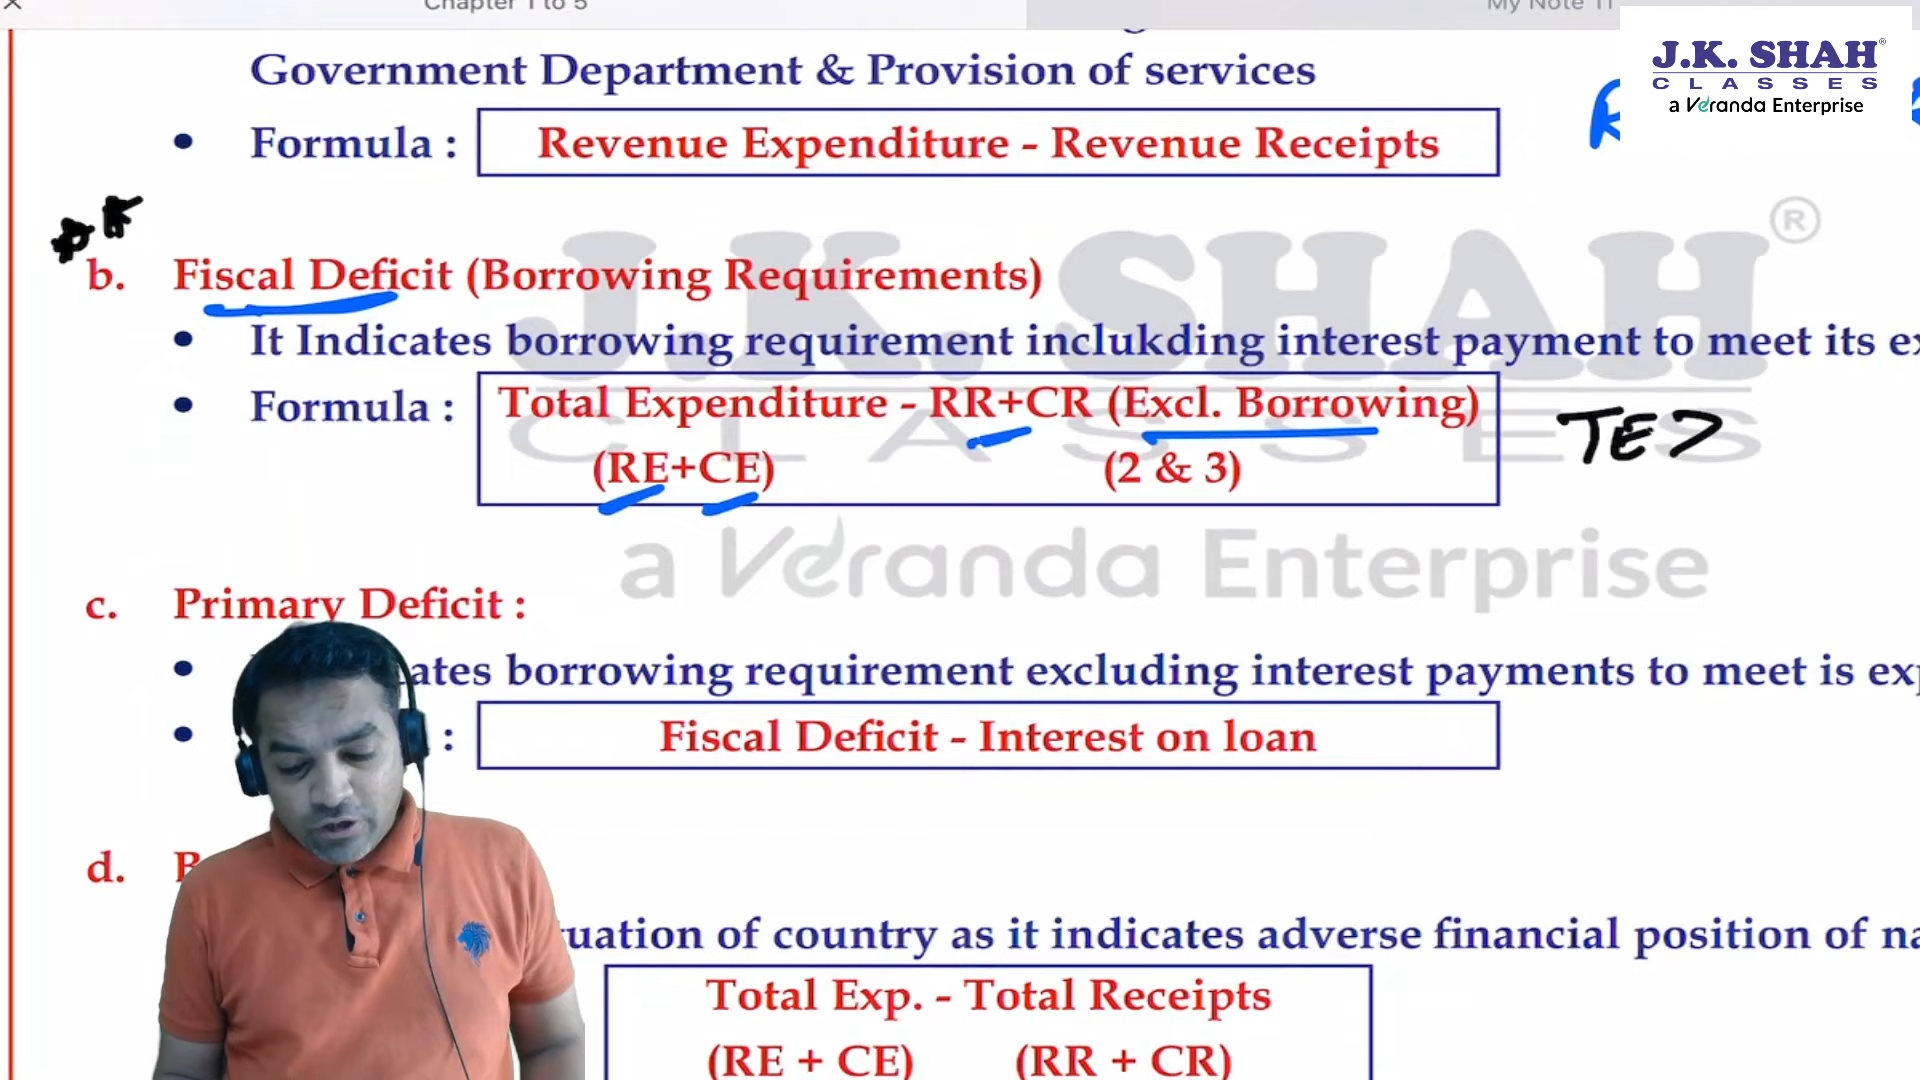 Chapter 1 to 5
My Note 11
J.K. SHAH®
CLASSES
a Veranda Enterprise
Government Department & Provision of services
• Formula : Revenue Expenditure - Revenue Receipts
J.K. SHAH®
CLASSES
a Veranda Enterprise
b. Fiscal Deficit (Borrowing Requirements)
• It Indicates borrowing requirement inclukding interest payment to meet its
• Formula : Total Expenditure - RR+CR (Excl. Borrowing)
(RE+CE) (2 & 3)
TE>
c. Primary Deficit :
• borrowing requirement excluding interest payments to meet is
• : Fiscal Deficit - Interest on loan
d.
of country as it indicates adverse financial position of
Total Exp. - Total Receipts
(RE + CE) (RR + CR)